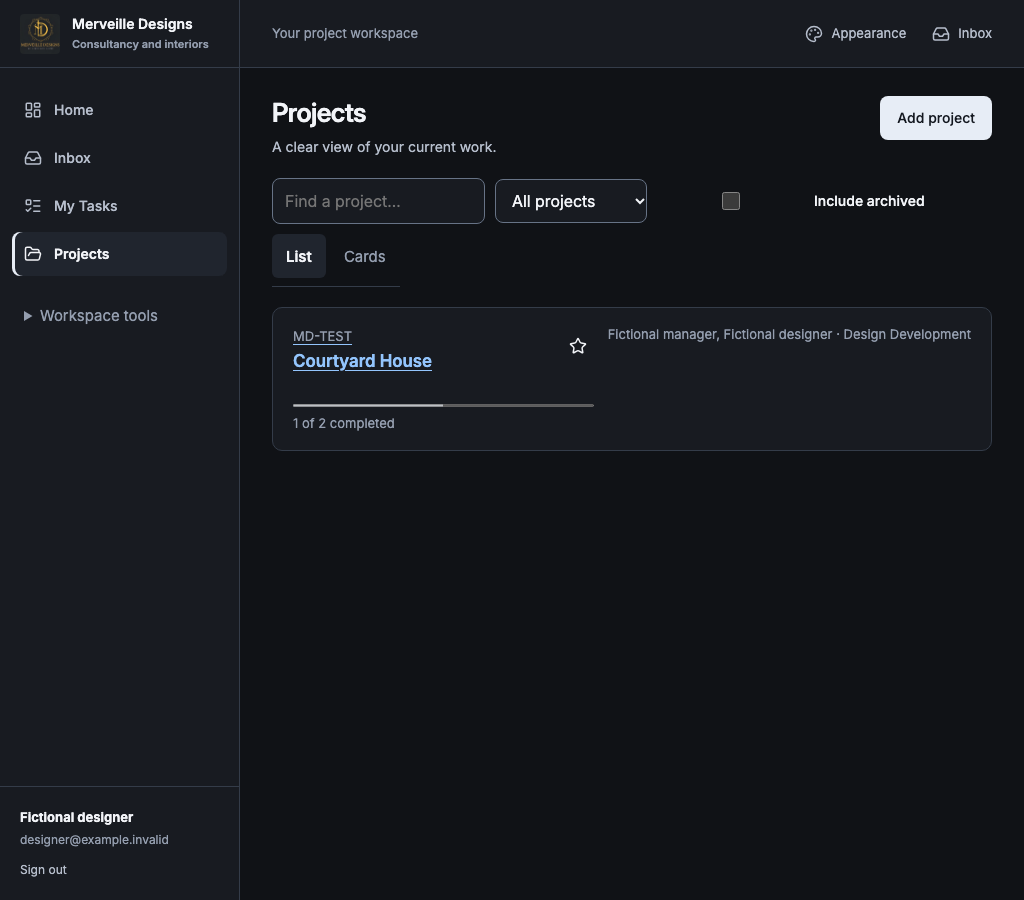 Merveille Designs
Consultancy and interiors
Your project workspace
Appearance
Inbox
Home
Inbox
My Tasks
Projects
Workspace tools
Projects
A clear view of your current work.
Add project
Find a project...
All projects
Include archived
List
Cards
MD-TEST
Courtyard House
Fictional manager, Fictional designer · Design Development
1 of 2 completed
Fictional designer
designer@example.invalid
Sign out